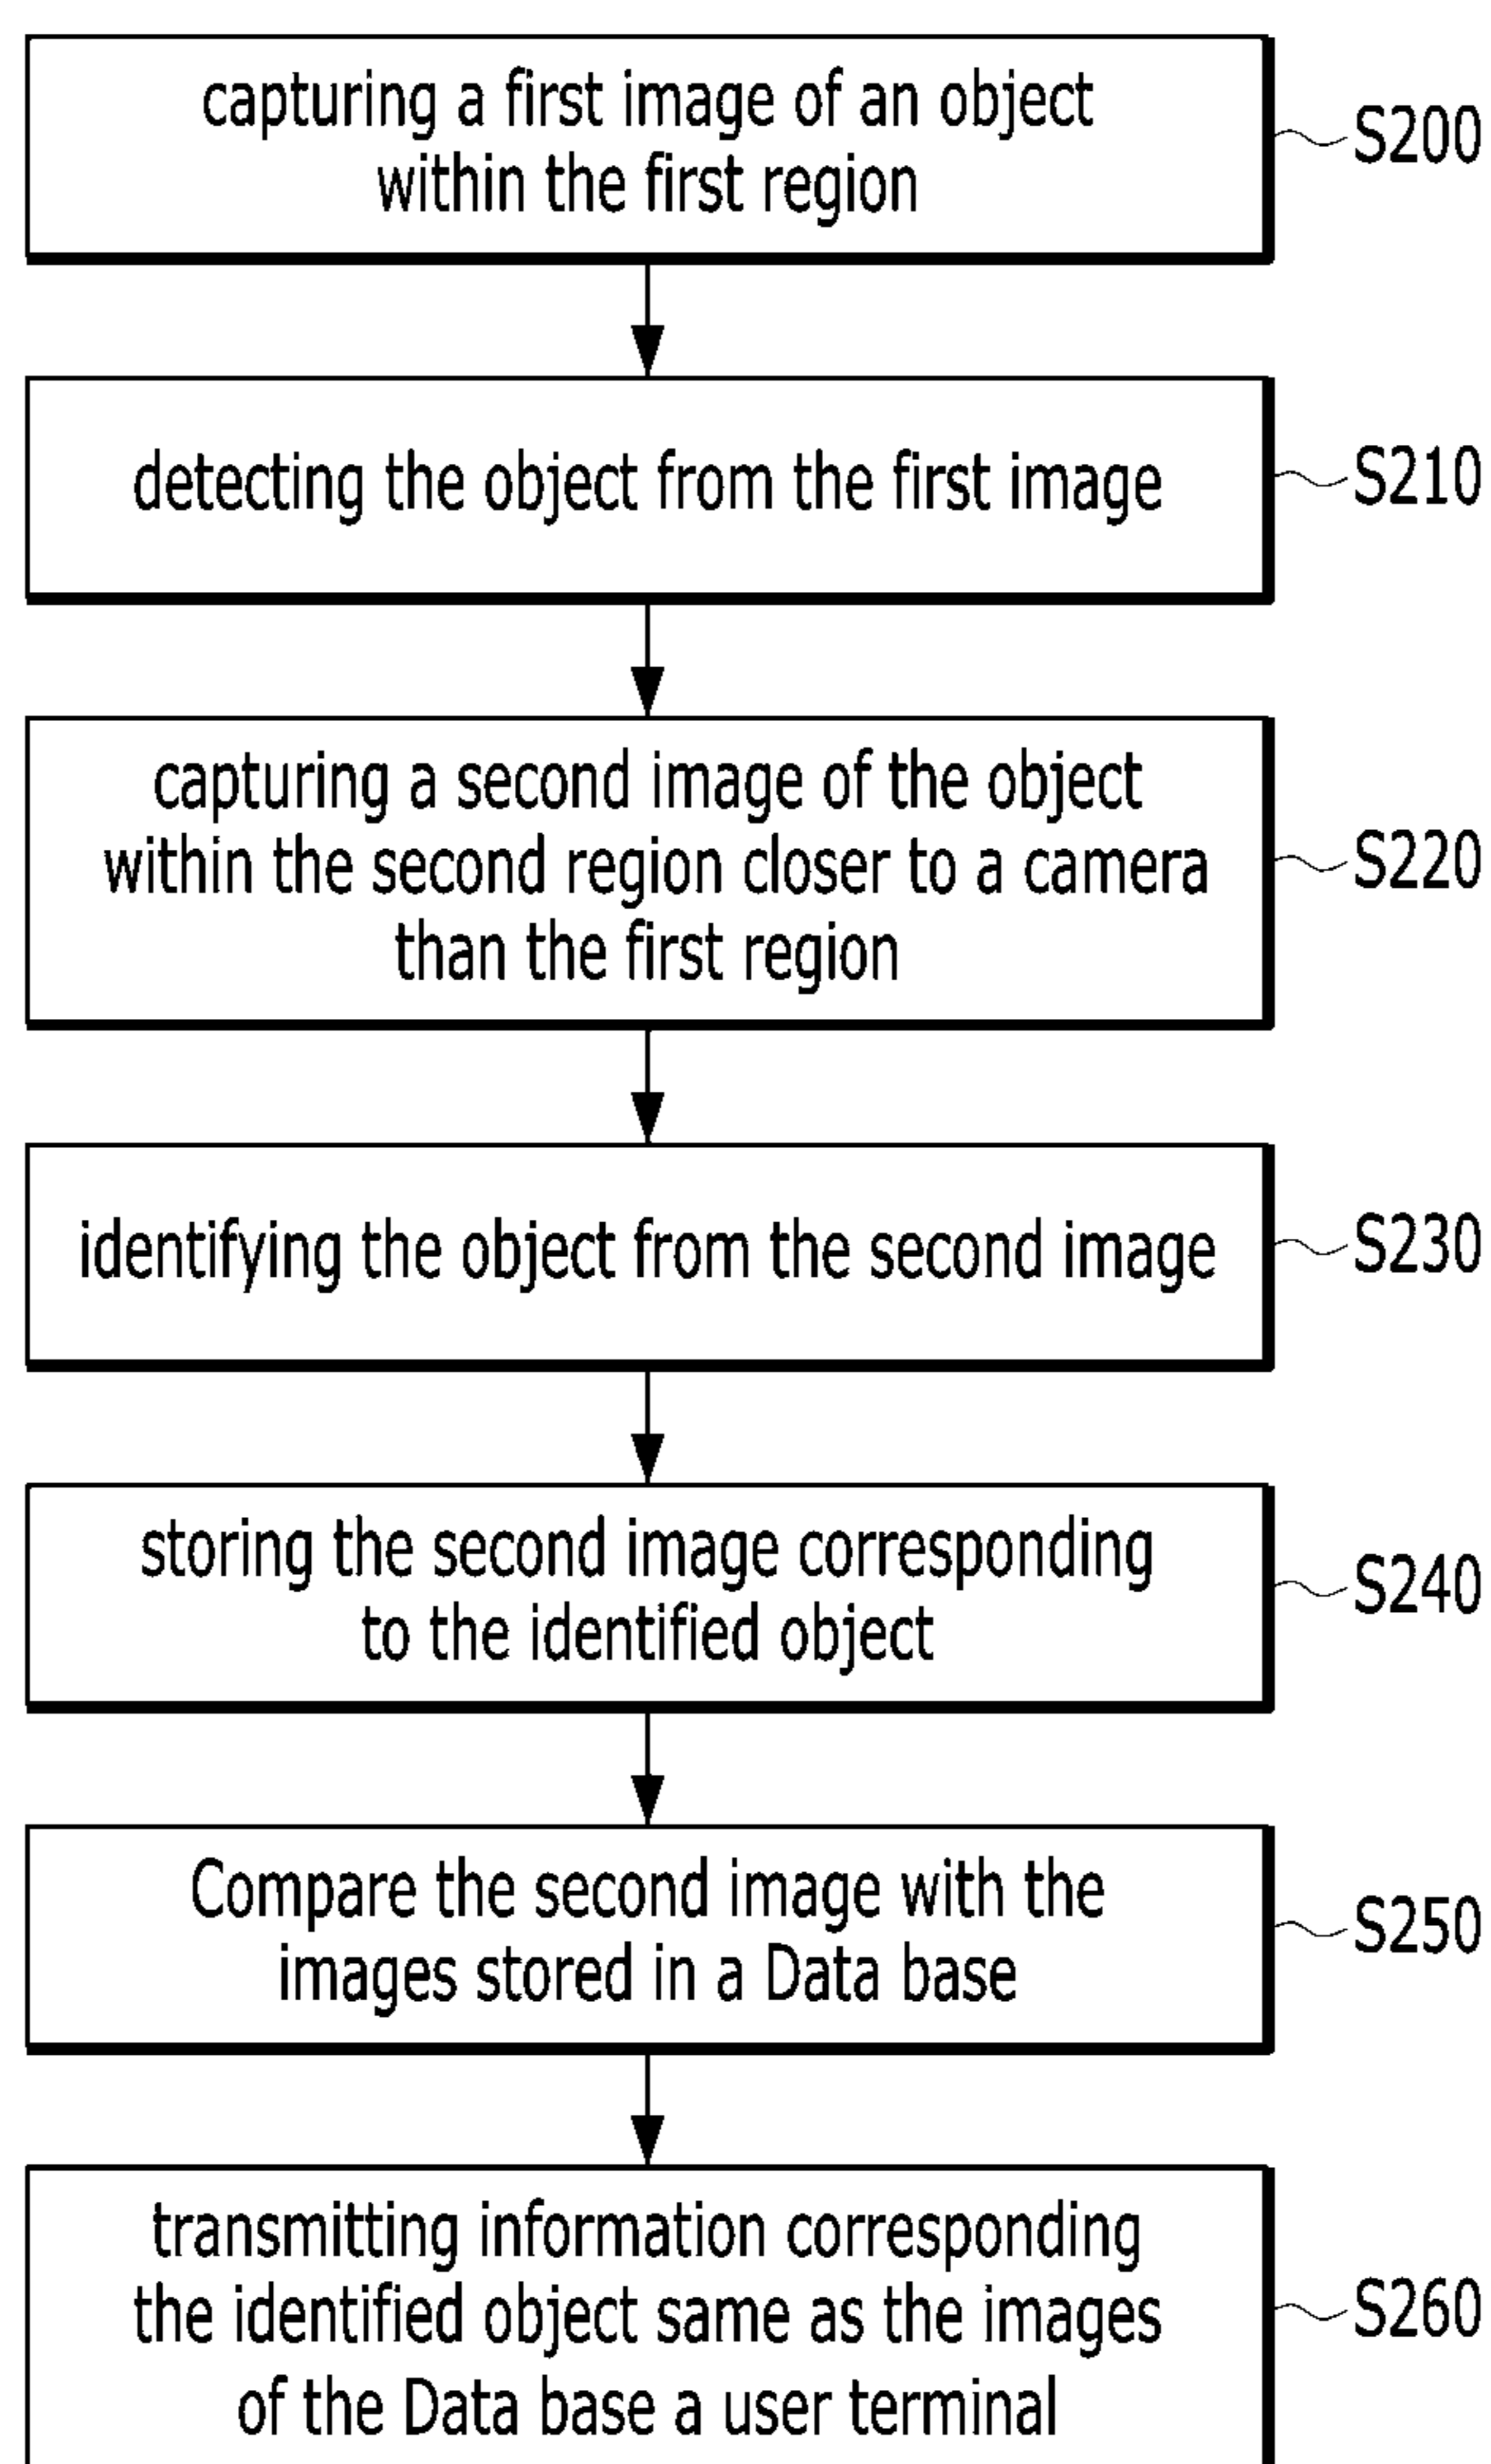 capturing a first image of an object
within the first region
S200
detecting the object from the first image
S210
capturing a second image of the object
within the second region closer to a camera
than the first region
S220
identifying the object from the second image
S230
storing the second image corresponding
to the identified object
S240
Compare the second image with the
images stored in a Data base
S250
transmitting information corresponding
the identified object same as the images
of the Data base a user terminal
S260